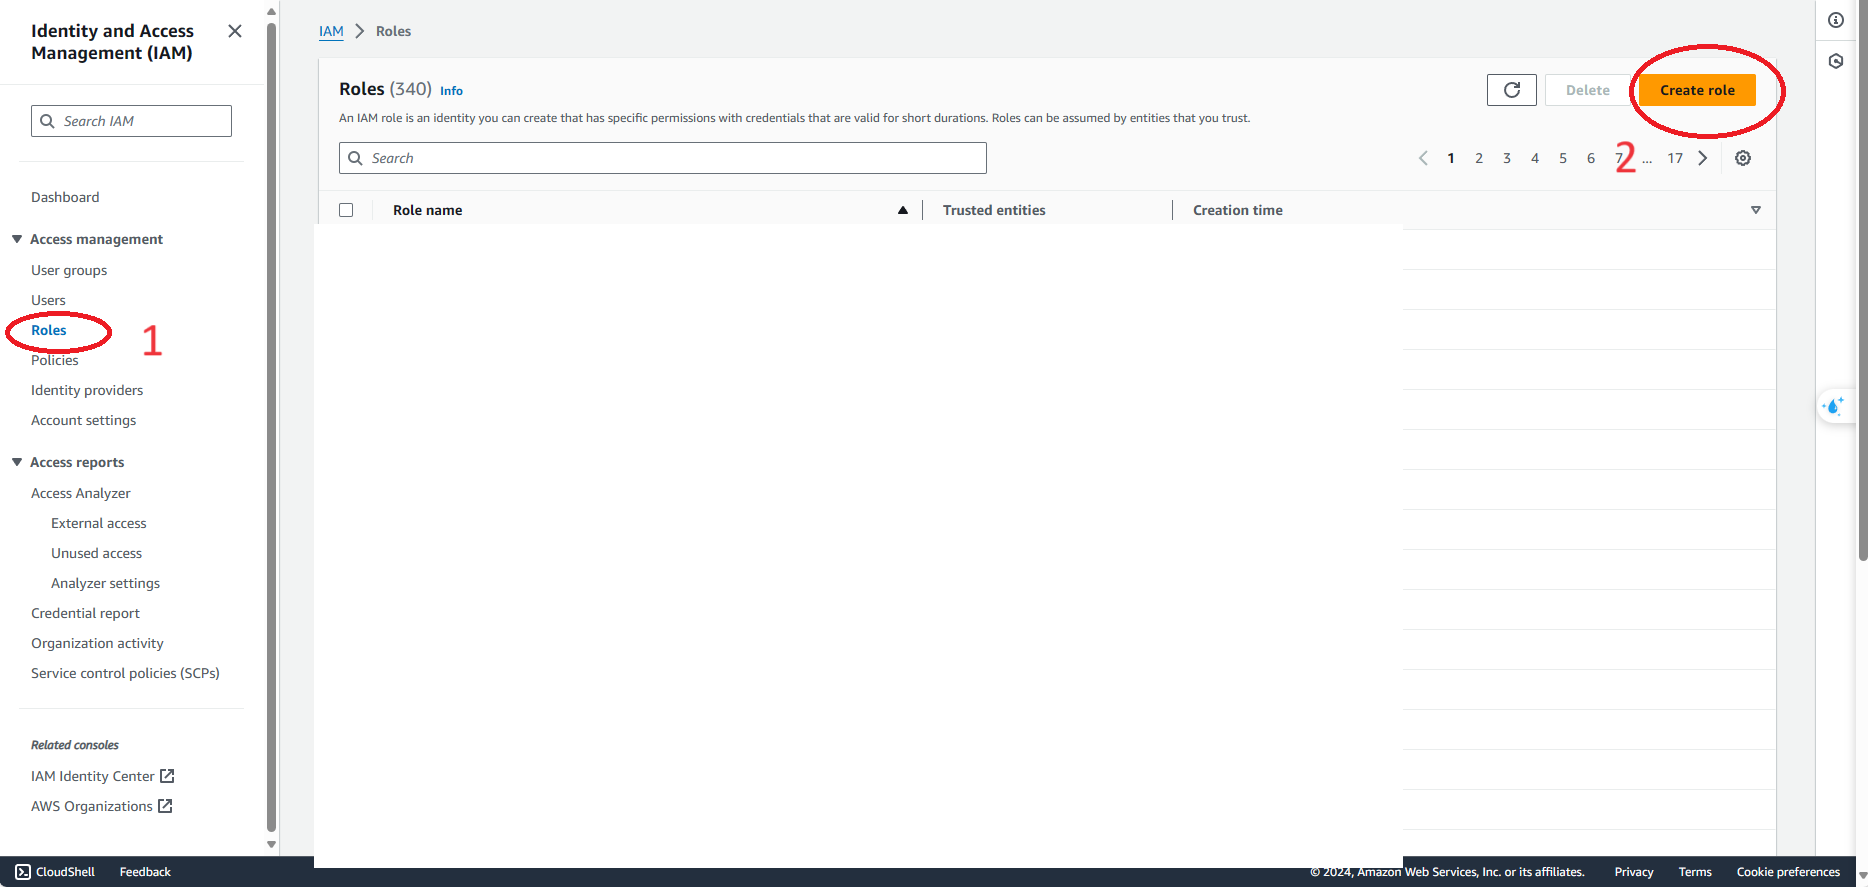 Identity and Access
Management (IAM)
Search IAM
Dashboard
Access management
User groups
Users
Roles
1
Policies
Identity providers
Account settings
Access reports
Access Analyzer
External access
Unused access
Analyzer settings
Credential report
Organization activity
Service control policies (SCPs)
Related consoles
IAM Identity Center
AWS Organizations
IAM > Roles
Roles (340) Info
Delete
Create role
An IAM role is an identity you can create that has specific permissions with credentials that are valid for short durations. Roles can be assumed by entities that you trust.
Search
1 2 3 4 5 6 7 ... 17
2
Role name Trusted entities Creation time
CloudShell Feedback © 2024, Amazon Web Services, Inc. or its affiliates. Privacy Terms Cookie preferences